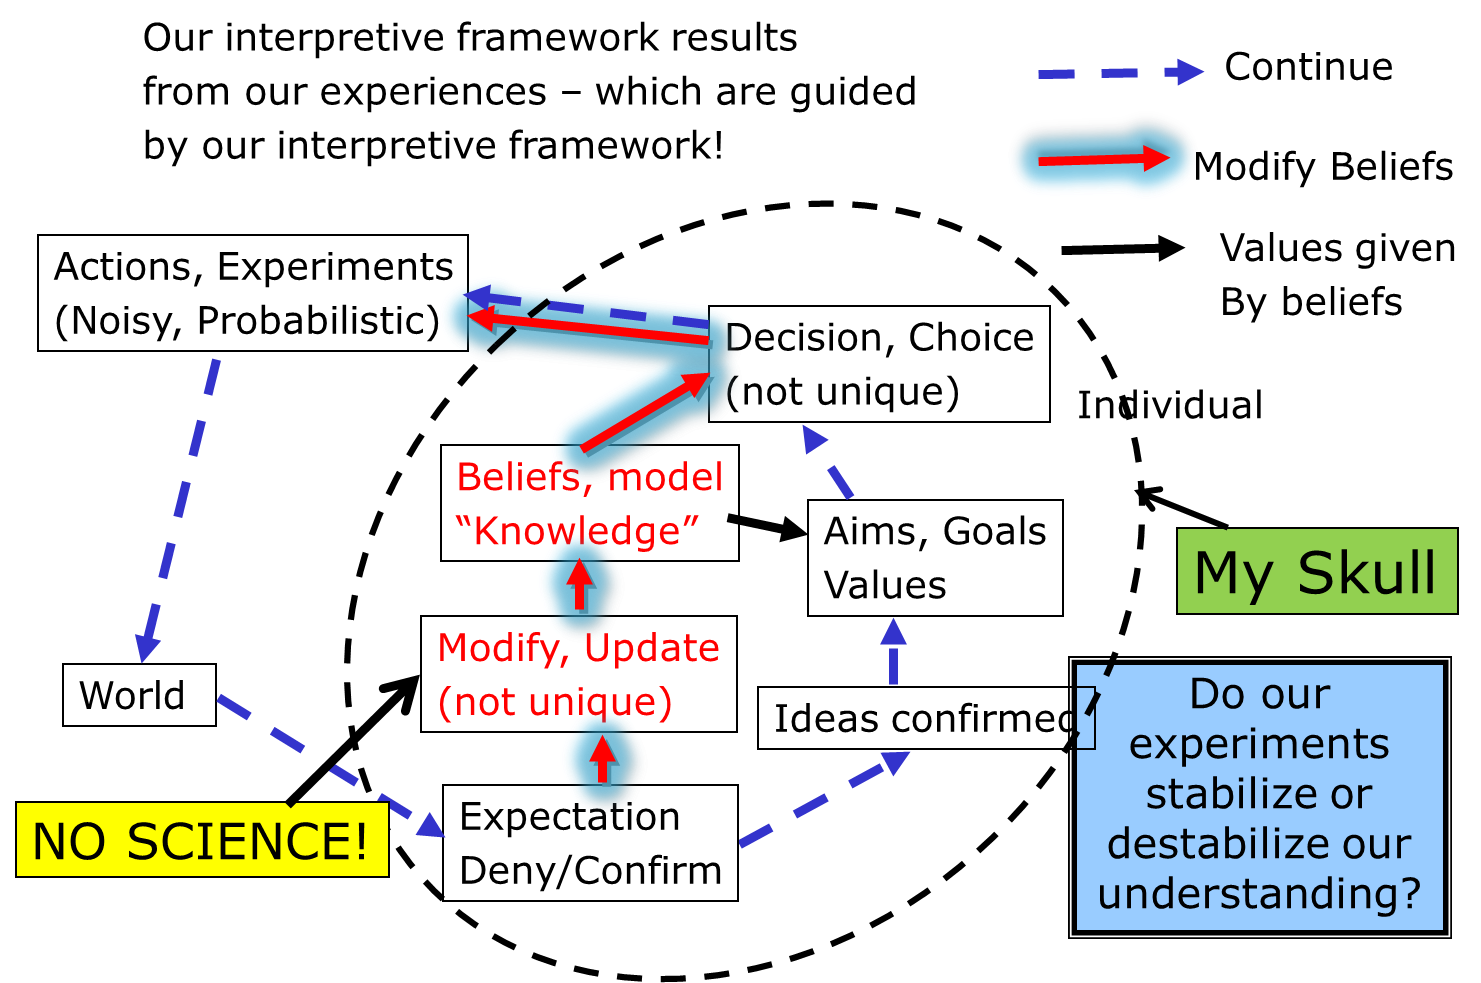 Our interpretive framework results
from our experiences – which are guided
by our interpretive framework!
Continue
Modify Beliefs
Values given
By beliefs
Actions, Experiments
(Noisy, Probabilistic)
Decision, Choice
(not unique)
Individual
Beliefs, model
“Knowledge”
Aims, Goals
Values
My Skull
Modify, Update
(not unique)
World
Ideas confirmed
NO SCIENCE!
Expectation
Deny/Confirm
Do our
experiments
stabilize or
destabilize our
understanding?